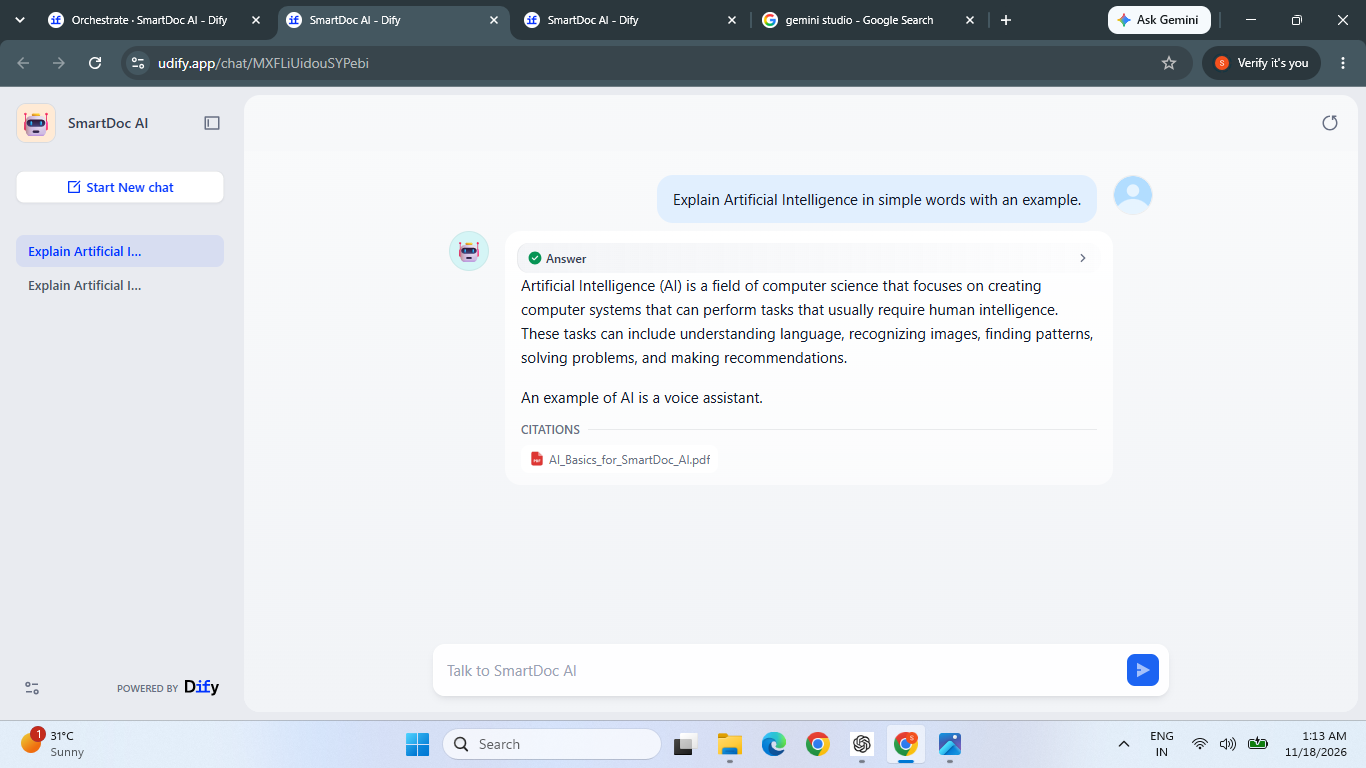 Orchestrate · SmartDoc AI - Dify
SmartDoc AI - Dify
SmartDoc AI - Dify
gemini studio - Google Search
Ask Gemini
udify.app/chat/MXFLiUidouSYPebi
S
Verify it's you
SmartDoc AI
Start New chat
Explain Artificial I...
Explain Artificial I...
POWERED BY Dify
Explain Artificial Intelligence in simple words with an example.
Answer
Artificial Intelligence (AI) is a field of computer science that focuses on creating
computer systems that can perform tasks that usually require human intelligence.
These tasks can include understanding language, recognizing images, finding patterns,
solving problems, and making recommendations.
An example of AI is a voice assistant.
CITATIONS
AI_Basics_for_SmartDoc_AI.pdf
Talk to SmartDoc AI
1
31°C
Sunny
Search
ENG
IN
1:13 AM
11/18/2026